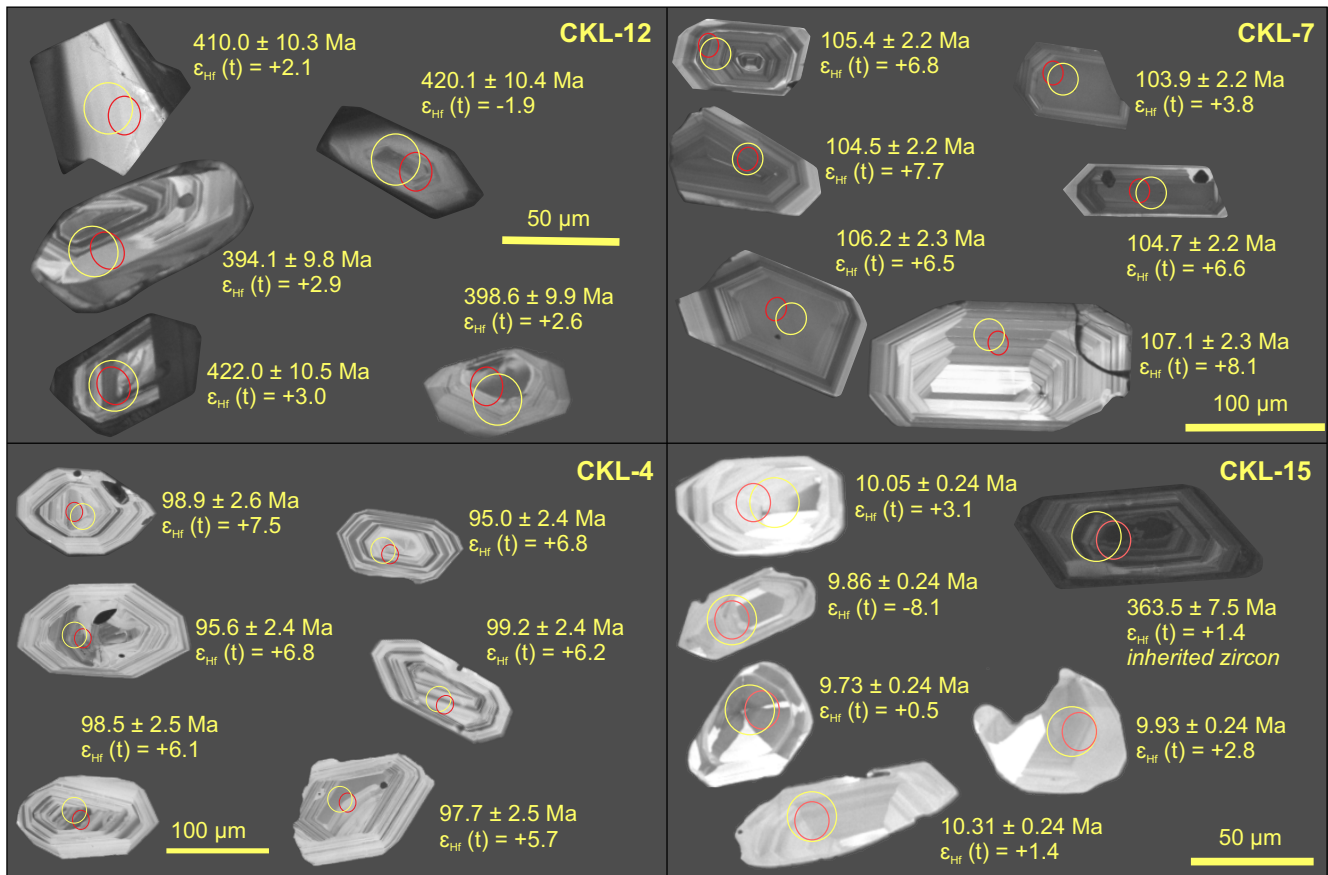 CKL-12
410.0 ± 10.3 Ma
εHf (t) = +2.1
420.1 ± 10.4 Ma
εHf (t) = -1.9
50 µm
394.1 ± 9.8 Ma
εHf (t) = +2.9
398.6 ± 9.9 Ma
εHf (t) = +2.6
422.0 ± 10.5 Ma
εHf (t) = +3.0
CKL-7
105.4 ± 2.2 Ma
εHf (t) = +6.8
103.9 ± 2.2 Ma
εHf (t) = +3.8
104.5 ± 2.2 Ma
εHf (t) = +7.7
106.2 ± 2.3 Ma
εHf (t) = +6.5
104.7 ± 2.2 Ma
εHf (t) = +6.6
107.1 ± 2.3 Ma
εHf (t) = +8.1
100 µm
CKL-4
98.9 ± 2.6 Ma
εHf (t) = +7.5
95.0 ± 2.4 Ma
εHf (t) = +6.8
95.6 ± 2.4 Ma
εHf (t) = +6.8
99.2 ± 2.4 Ma
εHf (t) = +6.2
98.5 ± 2.5 Ma
εHf (t) = +6.1
97.7 ± 2.5 Ma
εHf (t) = +5.7
100 µm
CKL-15
10.05 ± 0.24 Ma
εHf (t) = +3.1
9.86 ± 0.24 Ma
εHf (t) = -8.1
363.5 ± 7.5 Ma
εHf (t) = +1.4
inherited zircon
9.73 ± 0.24 Ma
εHf (t) = +0.5
9.93 ± 0.24 Ma
εHf (t) = +2.8
10.31 ± 0.24 Ma
εHf (t) = +1.4
50 µm